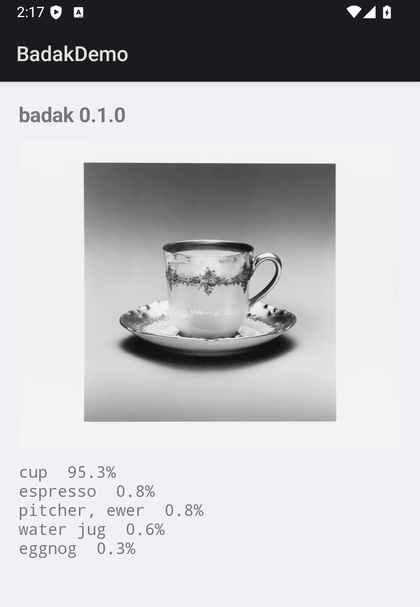 2:17
BadakDemo
badak 0.1.0
cup  95.3%
espresso  0.8%
pitcher, ewer  0.8%
water jug  0.6%
eggnog  0.3%